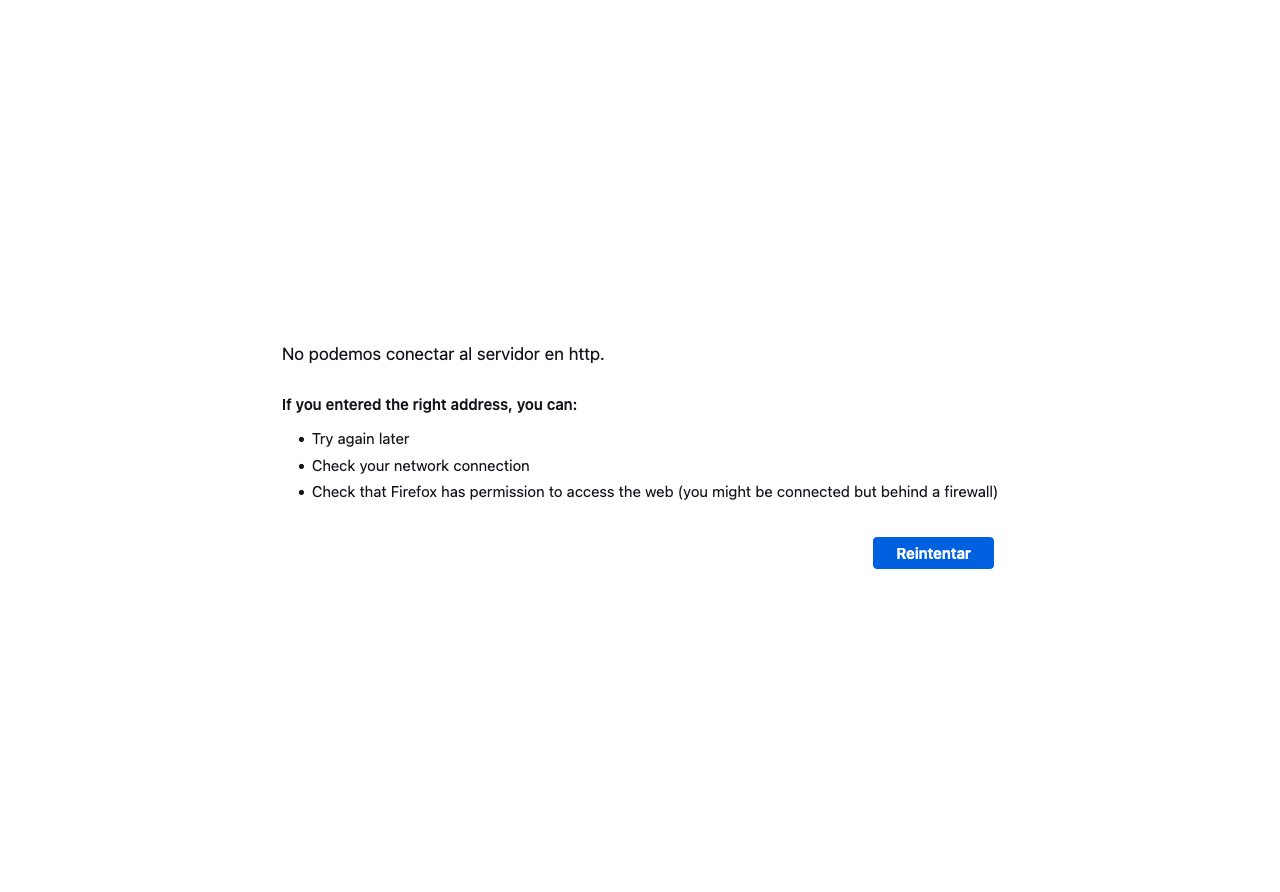 No podemos conectar al servidor en http.
If you entered the right address, you can:
Try again later
Check your network connection
Check that Firefox has permission to access the web (you might be connected but behind a firewall)
Reintentar